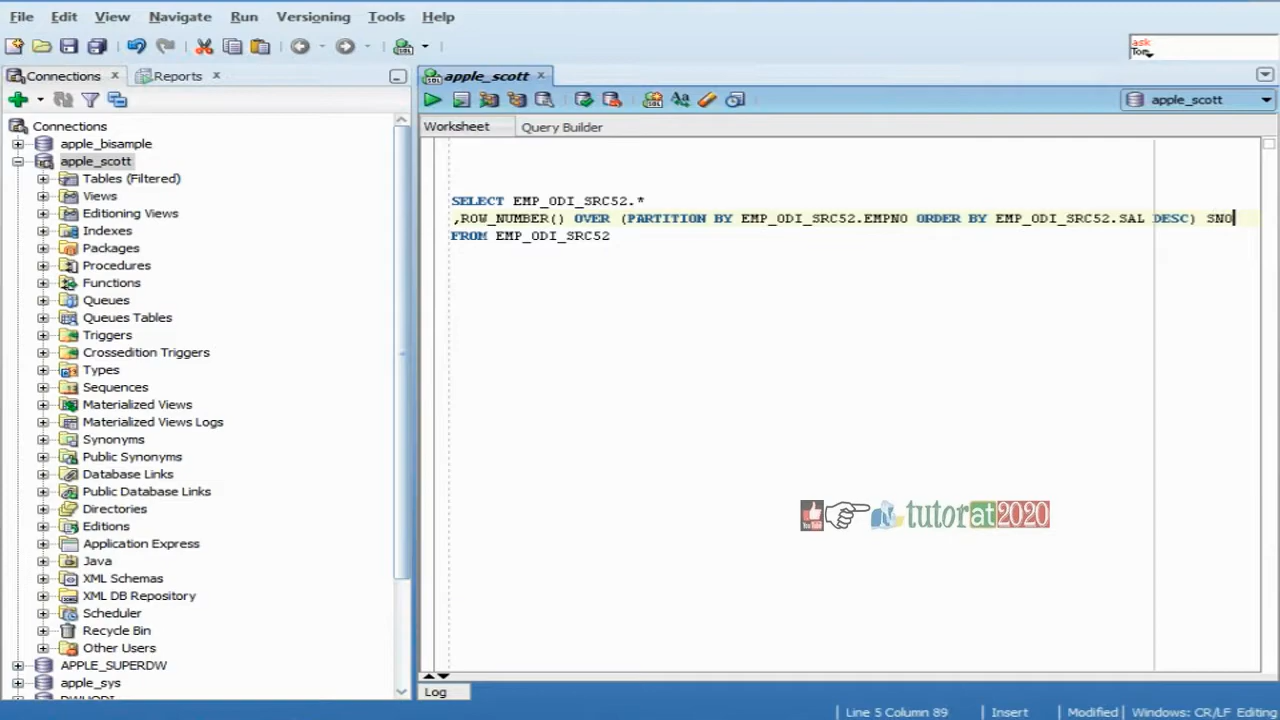 File Edit View Navigate Run Versioning Tools Help
ask
Tom
Connections Reports
apple_scott
apple_scott
Worksheet Query Builder
Connections
apple_bisample
apple_scott
Tables (Filtered)
Views
Editioning Views
Indexes
Packages
Procedures
Functions
Queues
Queues Tables
Triggers
Crossedition Triggers
Types
Sequences
Materialized Views
Materialized Views Logs
Synonyms
Public Synonyms
Database Links
Public Database Links
Directories
Editions
Application Express
Java
XML Schemas
XML DB Repository
Scheduler
Recycle Bin
Other Users
APPLE_SUPERDW
apple_sys
DWHODI
SELECT EMP_ODI_SRC52.*
,ROW_NUMBER() OVER (PARTITION BY EMP_ODI_SRC52.EMPNO ORDER BY EMP_ODI_SRC52.SAL DESC) SNO
FROM EMP_ODI_SRC52
tutorat2020
Log
Line 5 Column 89 Insert Modified Windows: CR/LF Editing